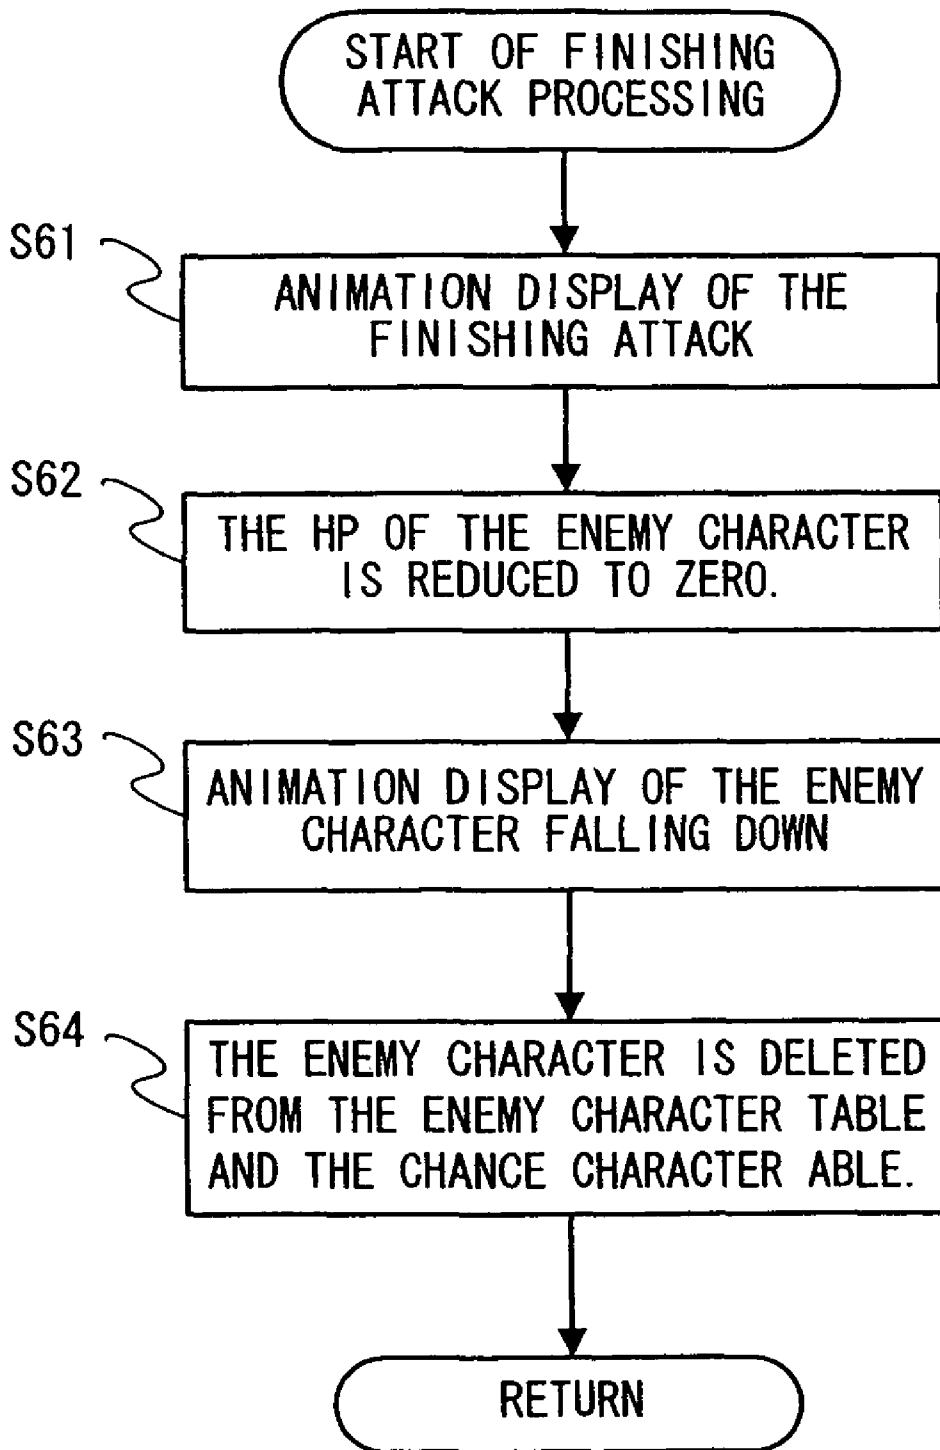 START OF FINISHING
ATTACK PROCESSING
S61
ANIMATION DISPLAY OF THE
FINISHING ATTACK
S62
THE HP OF THE ENEMY CHARACTER
IS REDUCED TO ZERO.
S63
ANIMATION DISPLAY OF THE ENEMY
CHARACTER FALLING DOWN
S64
THE ENEMY CHARACTER IS DELETED
FROM THE ENEMY CHARACTER TABLE
AND THE CHANCE CHARACTER ABLE.
RETURN